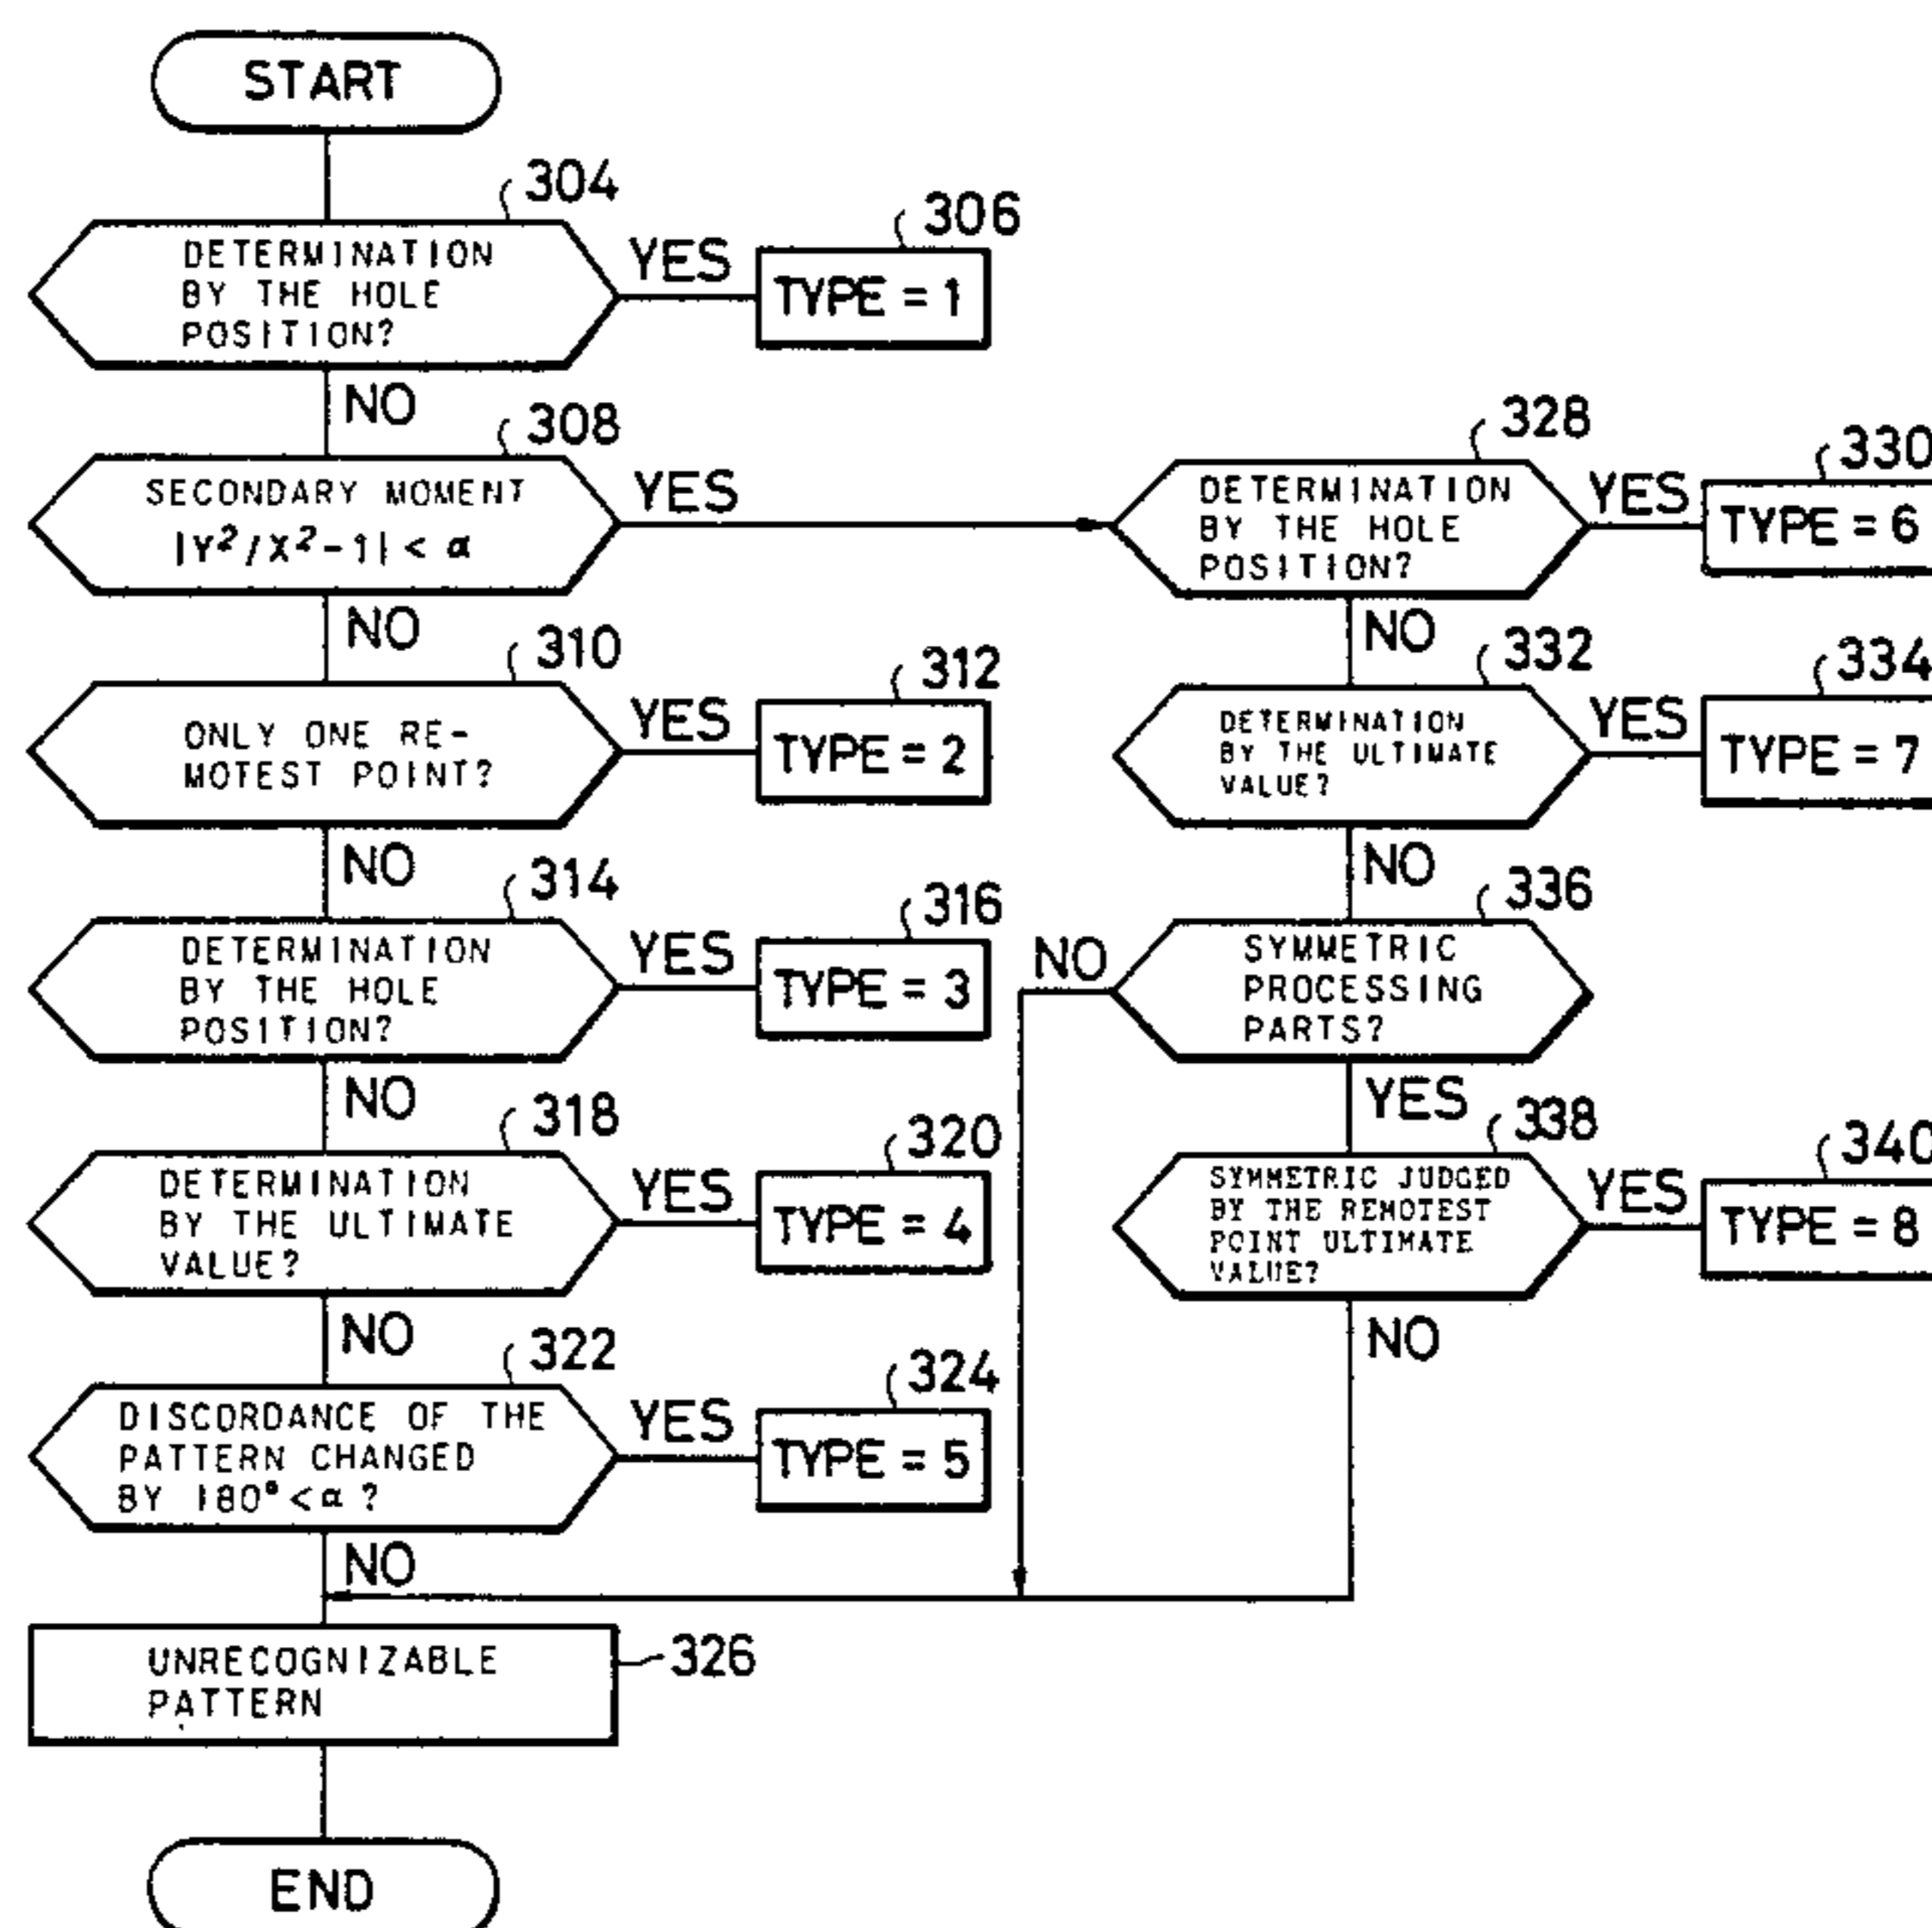 START
304
DETERMINATION
BY THE HOLE
POSITION?
YES
306
TYPE = 1
NO
308
SECONDARY MOMENT
|Y²/X²-1| < α
YES
NO
310
ONLY ONE RE-
MOTEST POINT?
YES
312
TYPE = 2
NO
314
DETERMINATION
BY THE HOLE
POSITION?
YES
316
TYPE = 3
NO
318
DETERMINATION
BY THE ULTIMATE
VALUE?
YES
320
TYPE = 4
NO
322
DISCORDANCE OF THE
PATTERN CHANGED
BY 180° < α ?
YES
324
TYPE = 5
NO
UNRECOGNIZABLE
PATTERN
326
END
328
DETERMINATION
BY THE HOLE
POSITION?
YES
330
TYPE = 6
NO
332
DETERMINATION
BY THE ULTIMATE
VALUE?
YES
334
TYPE = 7
NO
336
SYMMETRIC
PROCESSING
PARTS?
NO
YES
338
SYMMETRIC JUDGED
BY THE REMOTEST
POINT ULTIMATE
VALUE?
YES
340
TYPE = 8
NO